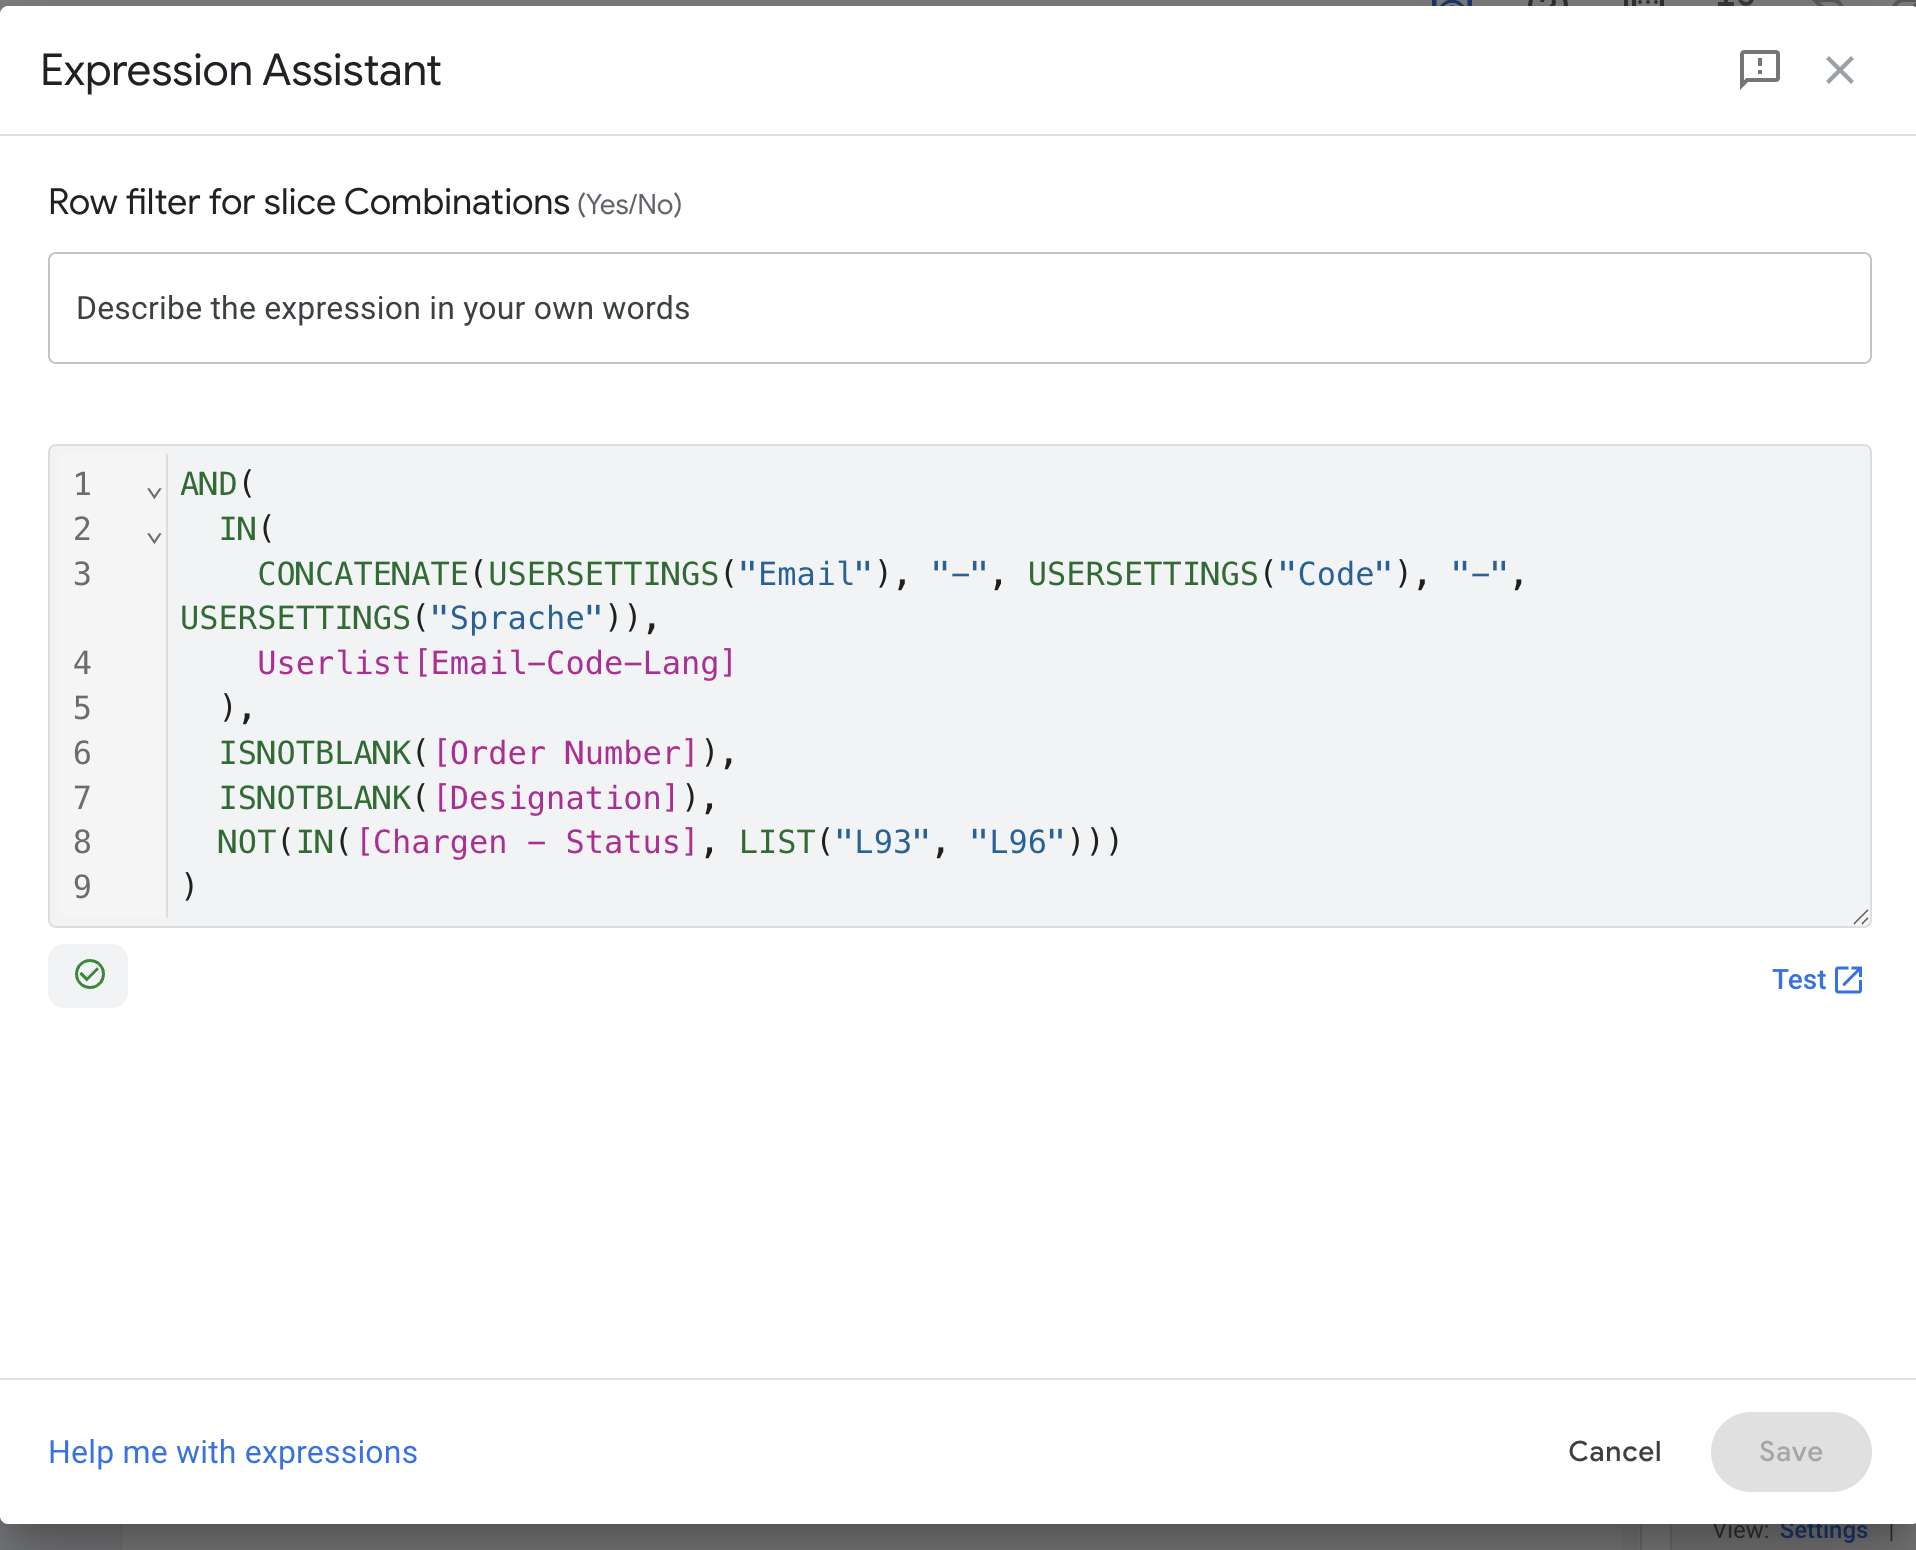 Expression Assistant
Row filter for slice Combinations (Yes/No)
Describe the expression in your own words
1 AND(
2 IN(
3 CONCATENATE(USERSETTINGS("Email"), "-", USERSETTINGS("Code"), "-",
USERSETTINGS("Sprache")),
4 Userlist[Email-Code-Lang]
5 ),
6 ISNOTBLANK([Order Number]),
7 ISNOTBLANK([Designation]),
8 NOT(IN([Chargen - Status], LIST("L93", "L96")))
9 )
Test
Help me with expressions
Cancel
Save
View: Settings